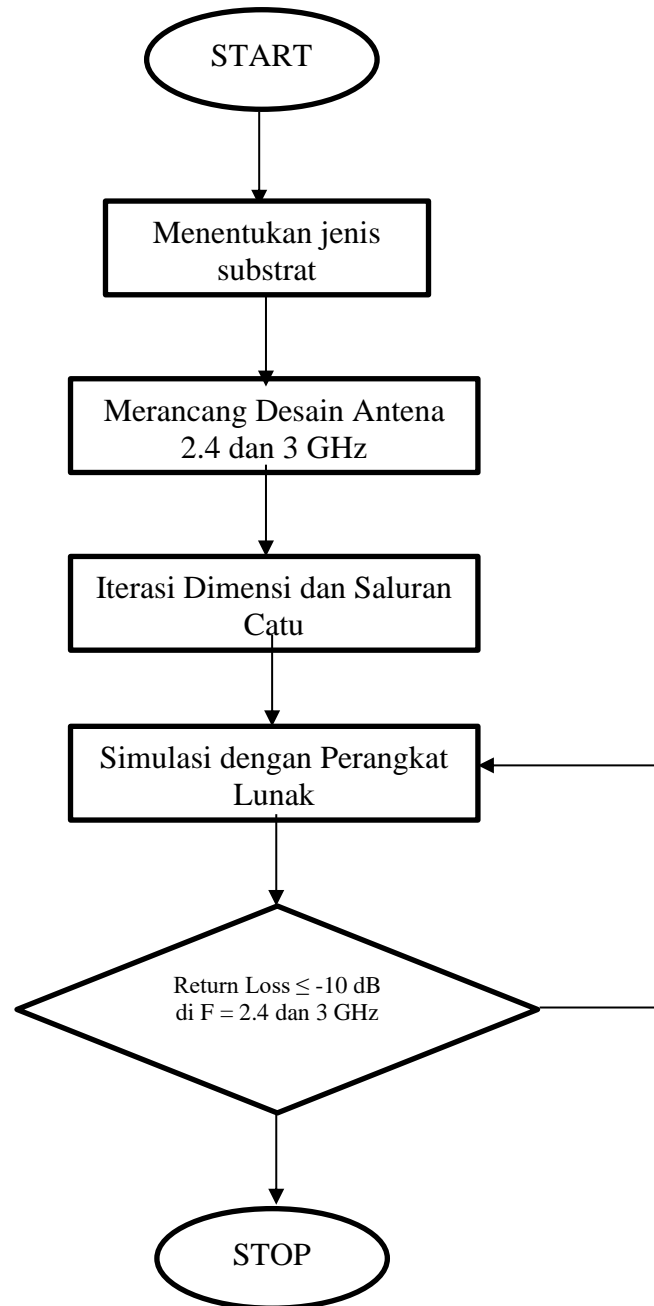 START
Menentukan jenis
substrat
Merancang Desain Antena
2.4 dan 3 GHz
Iterasi Dimensi dan Saluran
Catu
Simulasi dengan Perangkat
Lunak
Return Loss ≤ -10 dB
di F = 2.4 dan 3 GHz
STOP